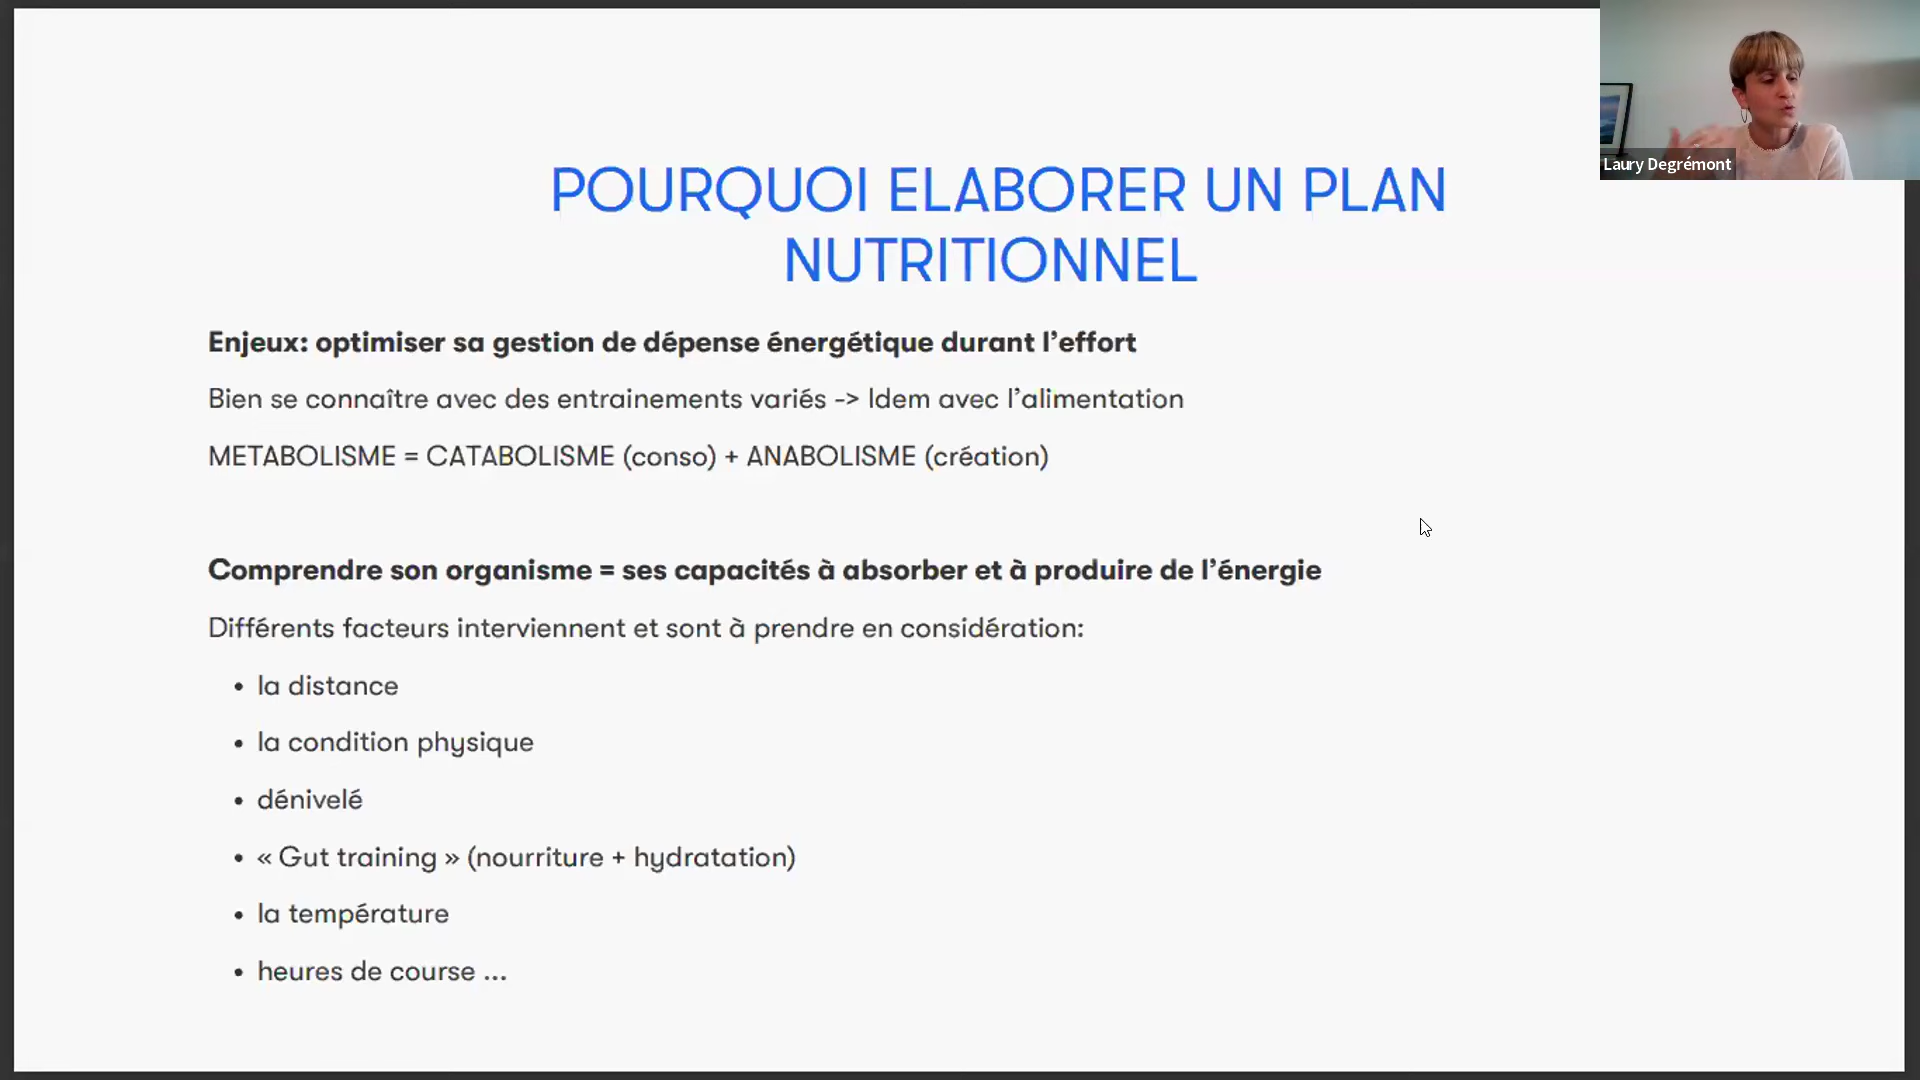 Laury Degrémont
POURQUOI ELABORER UN PLAN
NUTRITIONNEL
Enjeux: optimiser sa gestion de dépense énergétique durant l’effort
Bien se connaître avec des entrainements variés -> Idem avec l’alimentation
METABOLISME = CATABOLISME (conso) + ANABOLISME (création)
Comprendre son organisme = ses capacités à absorber et à produire de l’énergie
Différents facteurs interviennent et sont à prendre en considération:
• la distance
• la condition physique
• dénivelé
• « Gut training » (nourriture + hydratation)
• la température
• heures de course ...